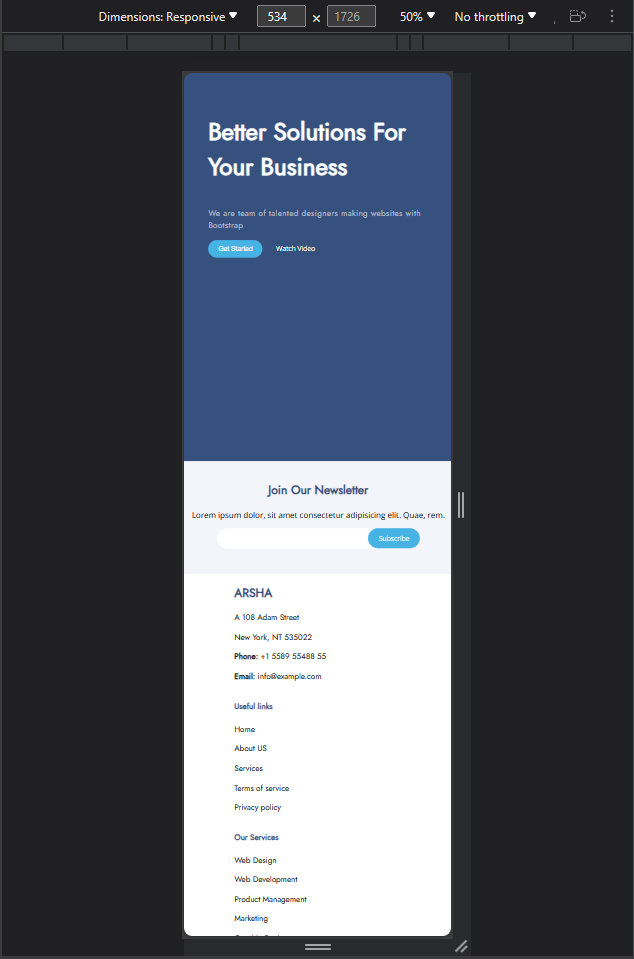 Dimensions: Responsive 534 × 1726 50% No throttling
Better Solutions For
Your Business
We are team of talented designers making websites with
Bootstrap
Get Started Watch Video
Join Our Newsletter
Lorem ipsum dolor, sit amet consectetur adipisicing elit. Quae, rem.
Subscribe
ARSHA
A 108 Adam Street
New York, NT 535022
Phone: +1 5589 55488 55
Email: info@example.com
Useful links
Home
About US
Services
Terms of service
Privacy policy
Our Services
Web Design
Web Development
Product Management
Marketing